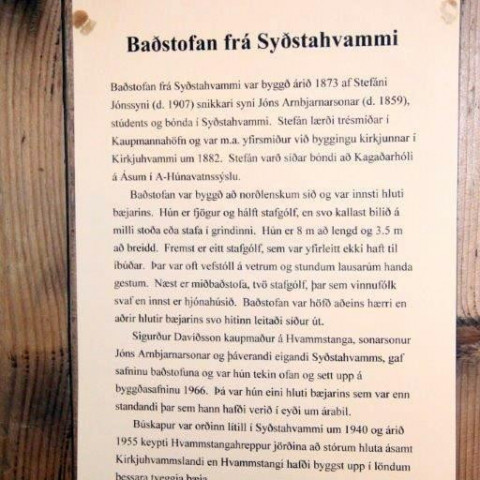 Baðstofan frá Syðstahvammi
Baðstofan frá Syðstahvammi var byggð árið 1873 af Stefáni
Jónssyni (d. 1907) snikkari syni Jóns Arnbjarnarsonar (d. 1859),
stúdents og bónda í Syðstahvammi. Stefán lærði trésmíðar í
Kaupmannahöfn og var m.a. yfirsmiður við byggingu kirkjunnar í
Kirkjuhvammi um 1882. Stefán varð síðar bóndi að Kagaðarhóli
á Ásum í A-Húnavatnssýslu.
Baðstofan var byggð að norðlenskum sið og var innsti hluti
bæjarins. Hún er fjögur og hálft stafgólf, en svo kallast bilið á
milli stoða eða stafa í grindinni. Hún er 8 m að lengd og 3.5 m
að breidd. Fremst er eitt stafgólf, sem var yfirleitt ekki haft til
íbúðar. Þar var oft vefstóll á vetrum og stundum lausarúm handa
gestum. Næst er miðbaðstofa, tvö stafgólf, þar sem vinnufólk
svaf en innst er hjónahúsið. Baðstofan var höfð aðeins hærri en
aðrir hlutir bæjarins svo hitinn leitaði síður út.
Sigurður Davíðsson kaupmaður á Hvammstanga, sonarsonur
Jóns Arnbjarnarsonar og þáverandi eigandi Syðstahvamms, gaf
safninu baðstofuna og var hún tekin ofan og sett upp á
byggðasafninu 1966. Þá var hún eini hluti bæjarins sem var enn
standandi þar sem hann hafði verið í eyði um árabil.
Búskapur var orðinn lítill í Syðstahvammi um 1940 og árið
1955 keypti Hvammstangahreppur jörðina að stórum hluta ásamt
Kirkjuhvammslandi en Hvammstangi hafði byggst upp í löndum
þessara tveggja bæja.